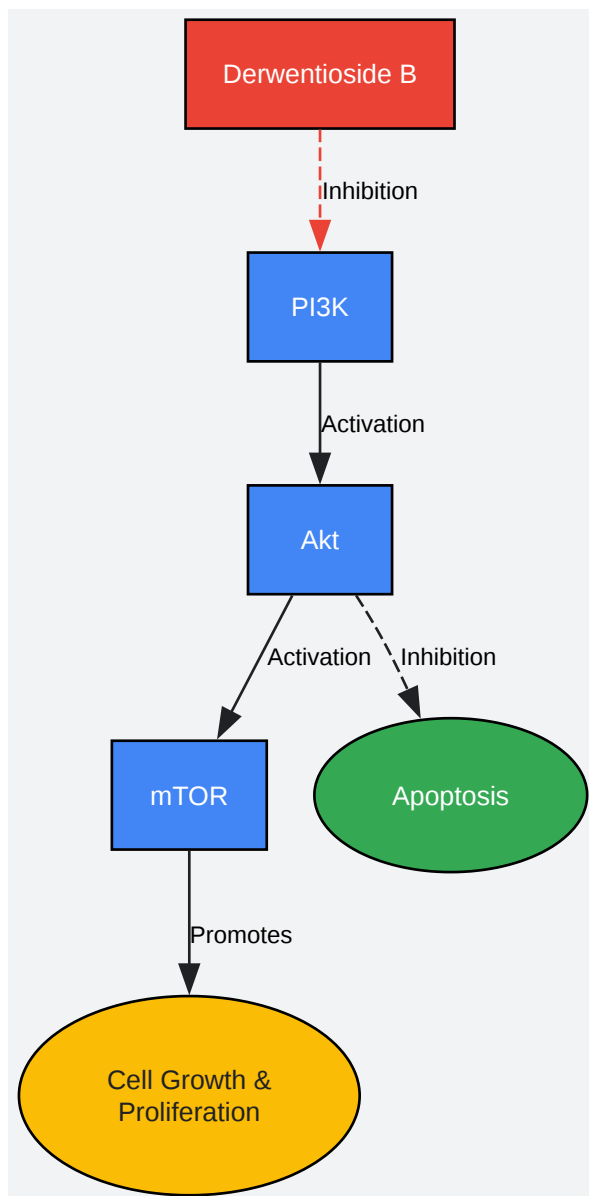 Derwentioside B
Inhibition
PI3K
Activation
Akt
Activation
Inhibition
mTOR
Apoptosis
Promotes
Cell Growth &
Proliferation